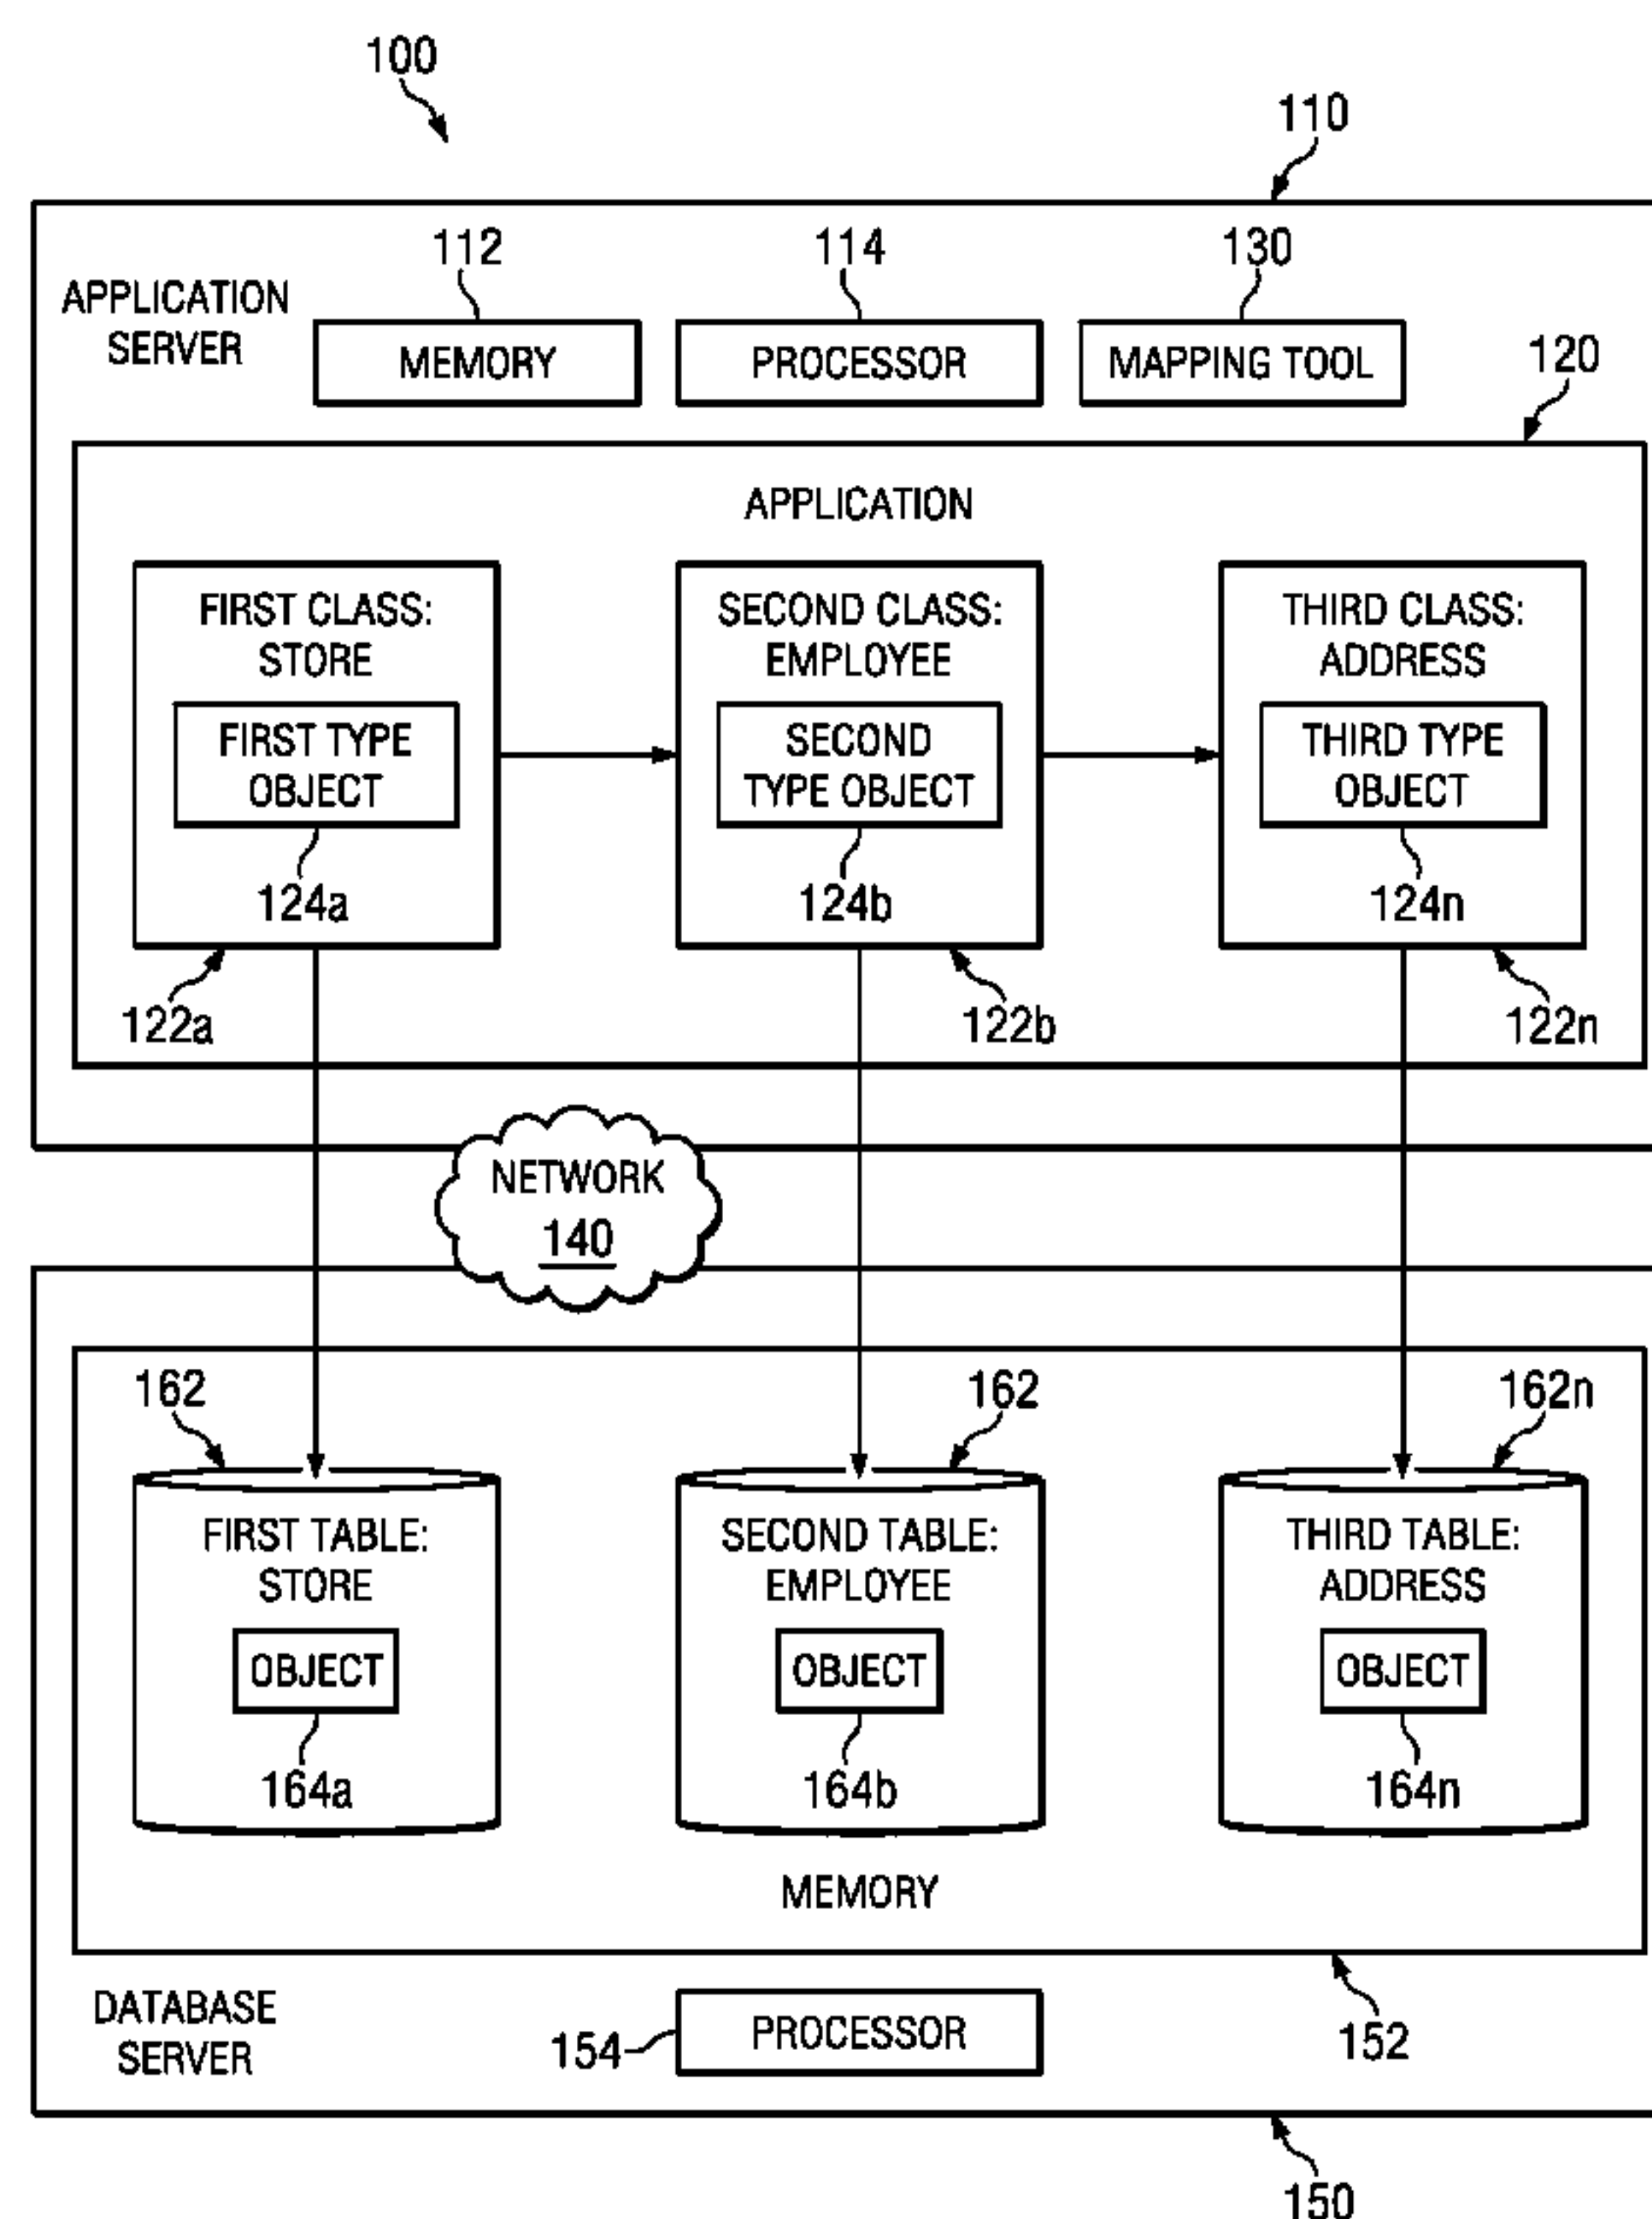 100
110
112
114
130
APPLICATION
SERVER
MEMORY
PROCESSOR
MAPPING TOOL
120
APPLICATION
FIRST CLASS:
STORE
FIRST TYPE
OBJECT
124a
122a
SECOND CLASS:
EMPLOYEE
SECOND
TYPE OBJECT
124b
122b
THIRD CLASS:
ADDRESS
THIRD TYPE
OBJECT
124n
122n
NETWORK
140
162
FIRST TABLE:
STORE
OBJECT
164a
162
SECOND TABLE:
EMPLOYEE
OBJECT
164b
162n
THIRD TABLE:
ADDRESS
OBJECT
164n
MEMORY
152
DATABASE
SERVER
154
PROCESSOR
150